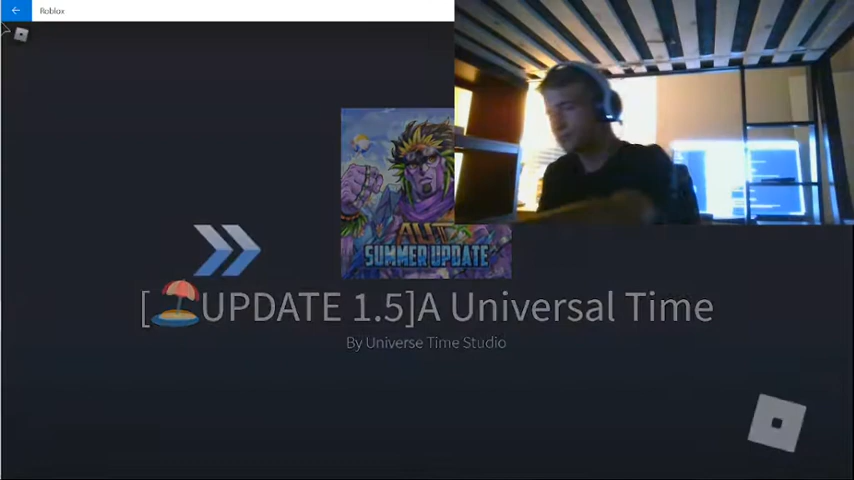 Roblox
AUT
SUMMER UPDATE
[🏖️UPDATE 1.5]A Universal Time
By Universe Time Studio